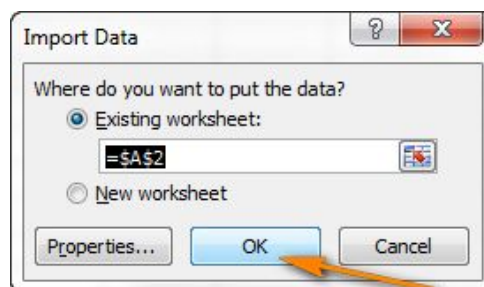 Import Data
?
X
Where do you want to put the data?
Existing worksheet:
=$A$2
New worksheet
Properties...
OK
Cancel